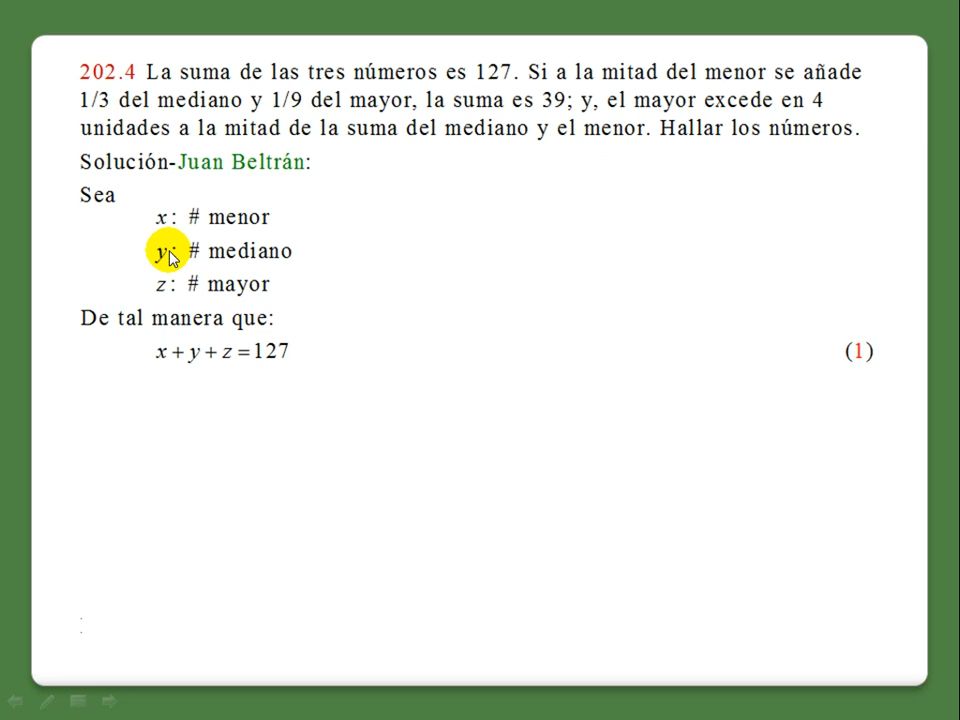 202.4 La suma de las tres números es 127. Si a la mitad del menor se añade
1/3 del mediano y 1/9 del mayor, la suma es 39; y, el mayor excede en 4
unidades a la mitad de la suma del mediano y el menor. Hallar los números.
Solución-Juan Beltrán:
Sea
x: # menor
y: # mediano
z: # mayor
De tal manera que:
x + y + z = 127 (1)